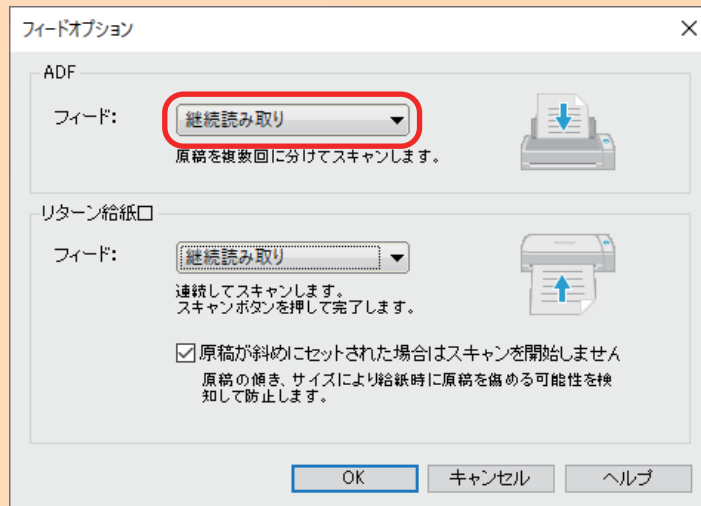 フィードオプション
ADF
フィード:
継続読み取り
原稿を複数回に分けてスキャンします。
リターン給紙口
フィード:
継続読み取り
連続してスキャンします。
スキャンボタンを押して完了します。
原稿が斜めにセットされた場合はスキャンを開始しません
原稿の傾き、サイズにより給紙時に原稿を傷める可能性を検
知して防止します。
OK
キャンセル
ヘルプ